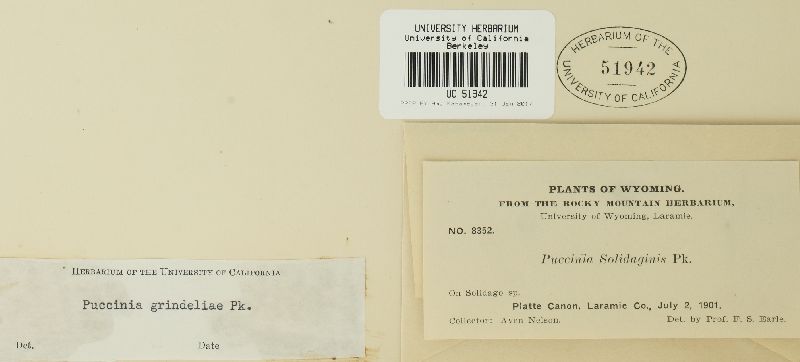 UNIVERSITY HERBARIUM
University of California
Berkeley
UC 51942
HERBARIUM OF THE
51942
UNIVERSITY OF CALIFORNIA
PLANTS OF WYOMING.
FROM THE ROCKY MOUNTAIN HERBARIUM,
University of Wyoming, Laramie.
NO. 8352.
Puccinia Solidaginis Pk.
On Solidago sp.
Platte Canon, Laramie Co., July 2, 1901.
Collector: Aven Nelson. Det. by Prof. F. S. Earle.
HERBARIUM OF THE UNIVERSITY OF CALIFORNIA
Puccinia grindeliae Pk.
Det. Date